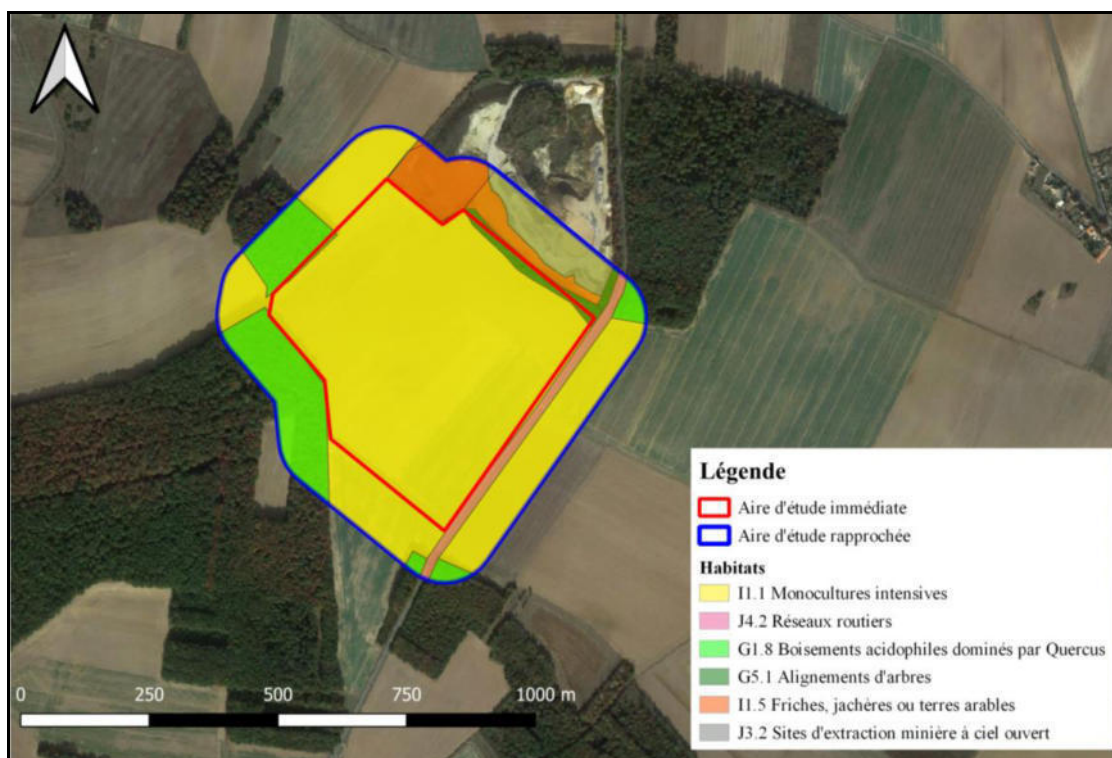 Légende
Aire d'étude immédiate
Aire d'étude rapprochée
Habitats
I1.1 Monocultures intensives
J4.2 Réseaux routiers
G1.8 Boisements acidophiles dominés par Quercus
G5.1 Alignements d'arbres
I1.5 Friches, jachères ou terres arables
J3.2 Sites d'extraction minière à ciel ouvert
0 250 500 750 1000 m